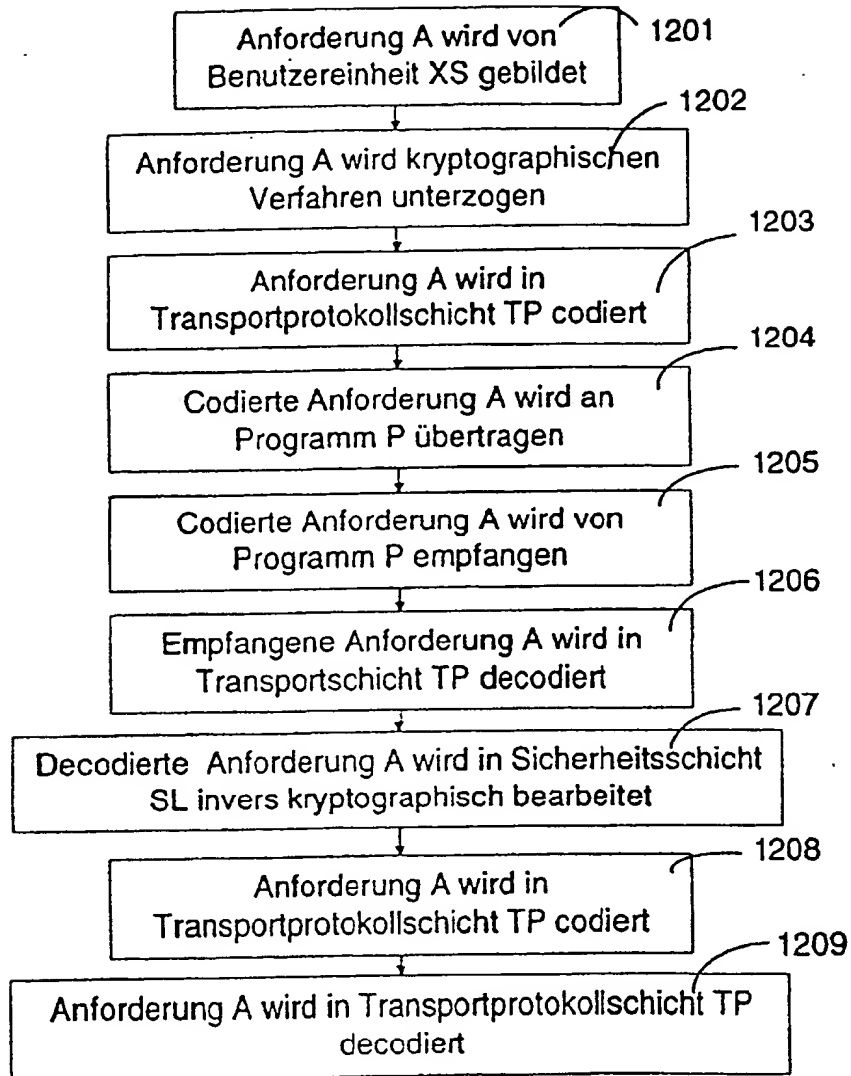 Anforderung A wird von
Benutzereinheit XS gebildet
1201
1202
Anforderung A wird kryptographischen
Verfahren unterzogen
1203
Anforderung A wird in
Transportprotokollschicht TP codiert
1204
Codierte Anforderung A wird an
Programm P übertragen
1205
Codierte Anforderung A wird von
Programm P empfangen
1206
Empfangene Anforderung A wird in
Transportschicht TP decodiert
1207
Decodierte Anforderung A wird in Sicherheitsschicht
SL invers kryptographisch bearbeitet
1208
Anforderung A wird in
Transportprotokollschicht TP codiert
1209
Anforderung A wird in Transportprotokollschicht TP
decodiert